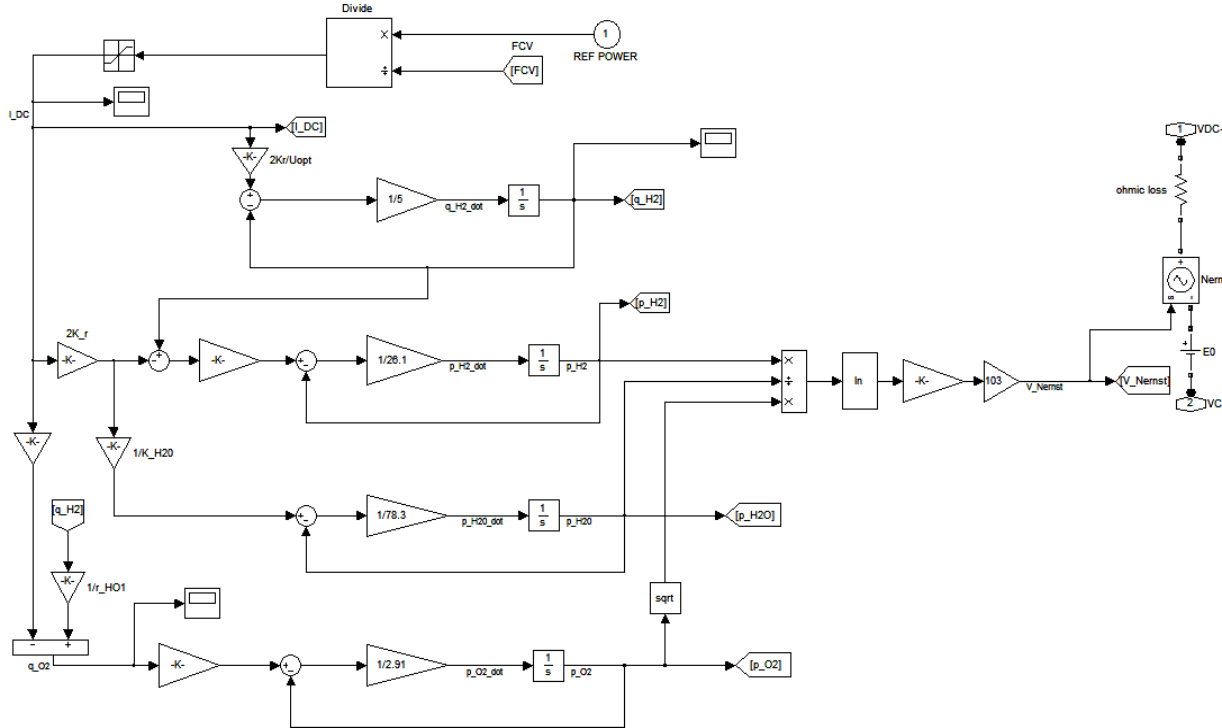 Divide
×
÷
1
REF POWER
FCV
[FCV]
I_DC
[I_DC]
-K-
2Kr/Uopt
+
−
1/5
q_H2_dot
1
s
[q_H2]
1
VDC-
ohmic loss
+
s
-
Nern
+
E0
2
VC
[p_H2]
2K_r
-K-
−
+
-K-
+
−
1/26.1
p_H2_dot
1
s
p_H2
×
÷
×
ln
-K-
103
V_Nernst
[V_Nernst]
-K-
-K-
1/K_H20
[q_H2]
+
−
1/78.3
p_H20_dot
1
s
p_H20
[p_H2O]
-K-
1/r_HO1
sqrt
-
+
q_O2
-K-
+
−
1/2.91
p_O2_dot
1
s
p_O2
[p_O2]